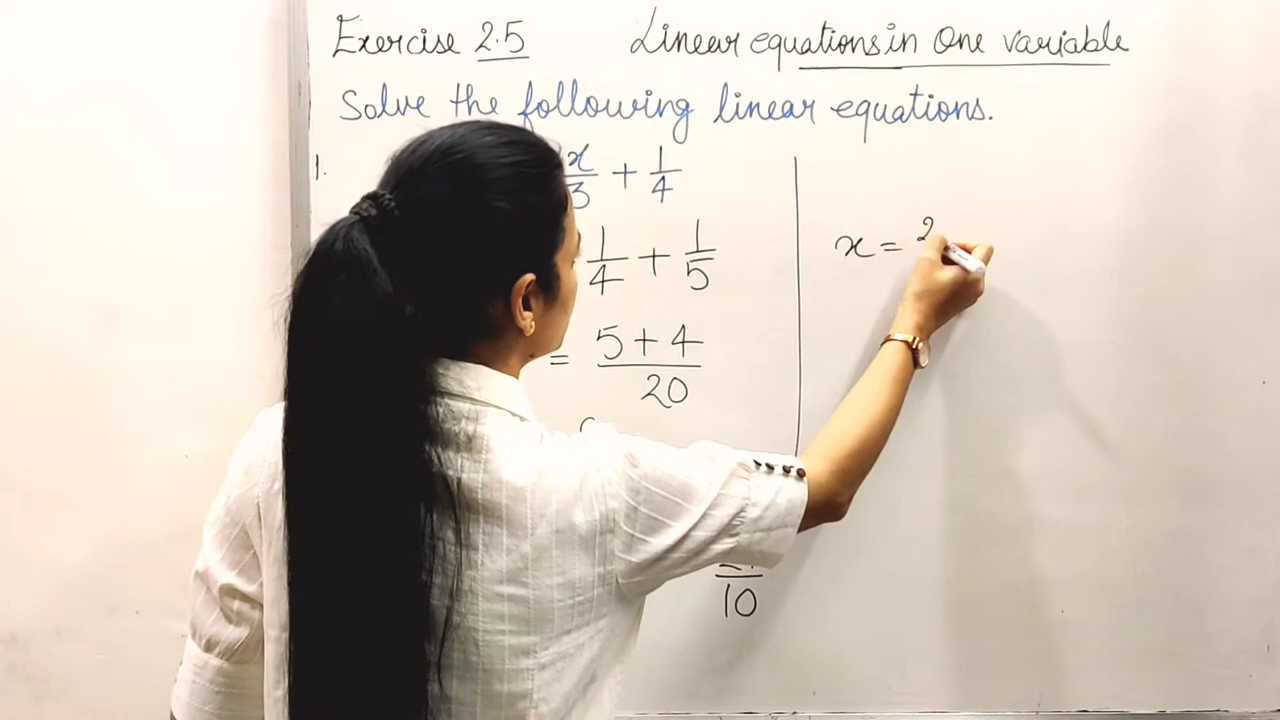 Exercise 2.5
Linear equations in One variable
Solve the following linear equations.
1.
x/3 + 1/4
1/4 + 1/5
= (5+4)/20
10
x = 2